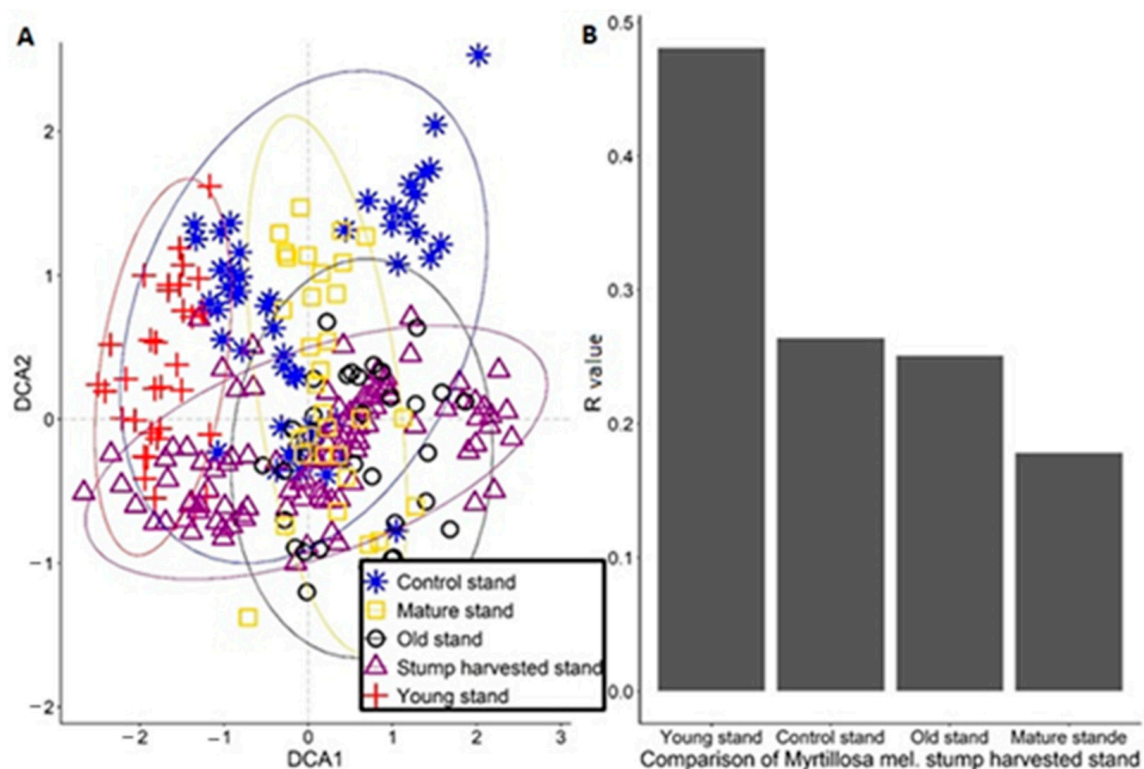 A
2
1
0
−1
−2
DCA2
−2
−1
0
1
2
3
DCA1
Control stand
Mature stand
Old stand
Stump harvested stand
Young stand
B
0.5
0.4
0.3
0.2
0.1
0.0
R value
Young stand Control stand Old stand Mature stande
Comparison of Myrtillosa mel. stump harvested stand